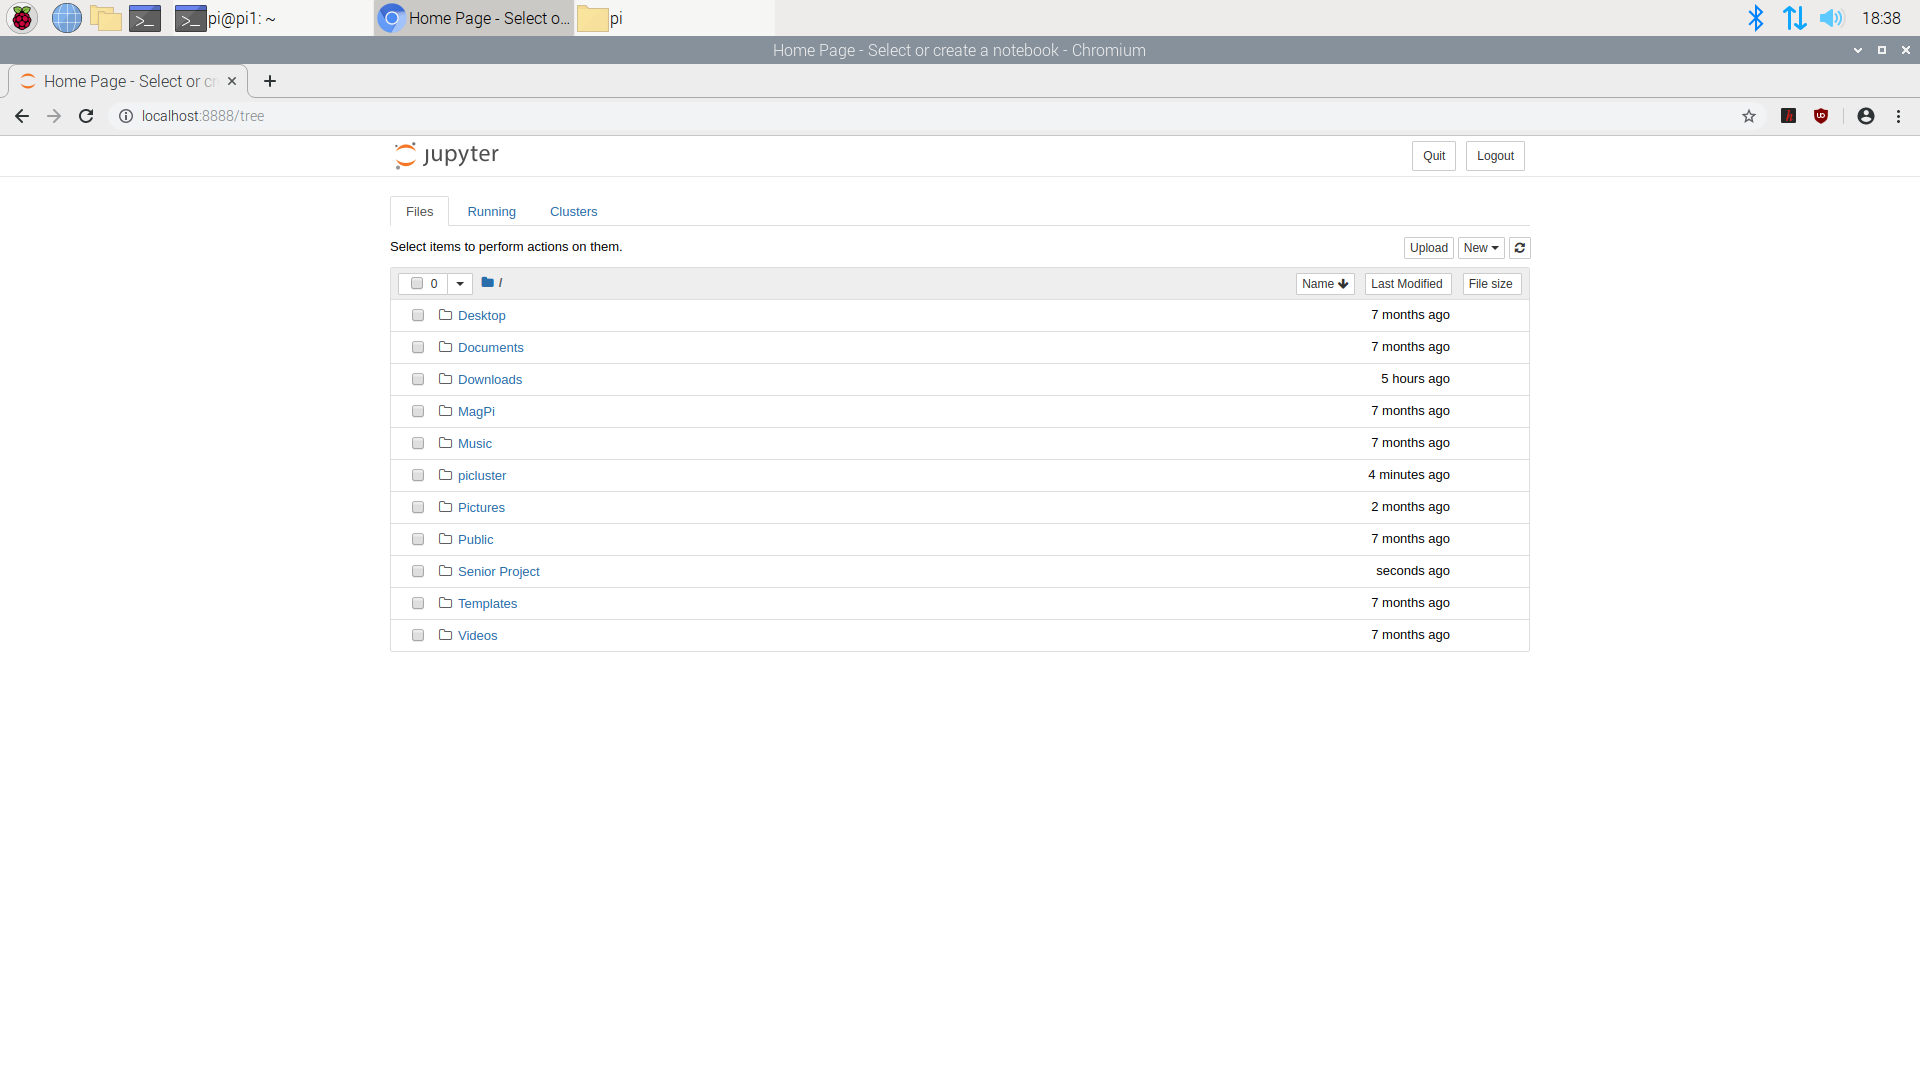 pi@pi1: ~
Home Page - Select o...
pi
18:38
Home Page - Select or create a notebook - Chromium
Home Page - Select or cr
localhost:8888/tree
jupyter
Quit
Logout
Files
Running
Clusters
Select items to perform actions on them.
Upload
New
0
/
Name
Last Modified
File size
Desktop
7 months ago
Documents
7 months ago
Downloads
5 hours ago
MagPi
7 months ago
Music
7 months ago
picluster
4 minutes ago
Pictures
2 months ago
Public
7 months ago
Senior Project
seconds ago
Templates
7 months ago
Videos
7 months ago